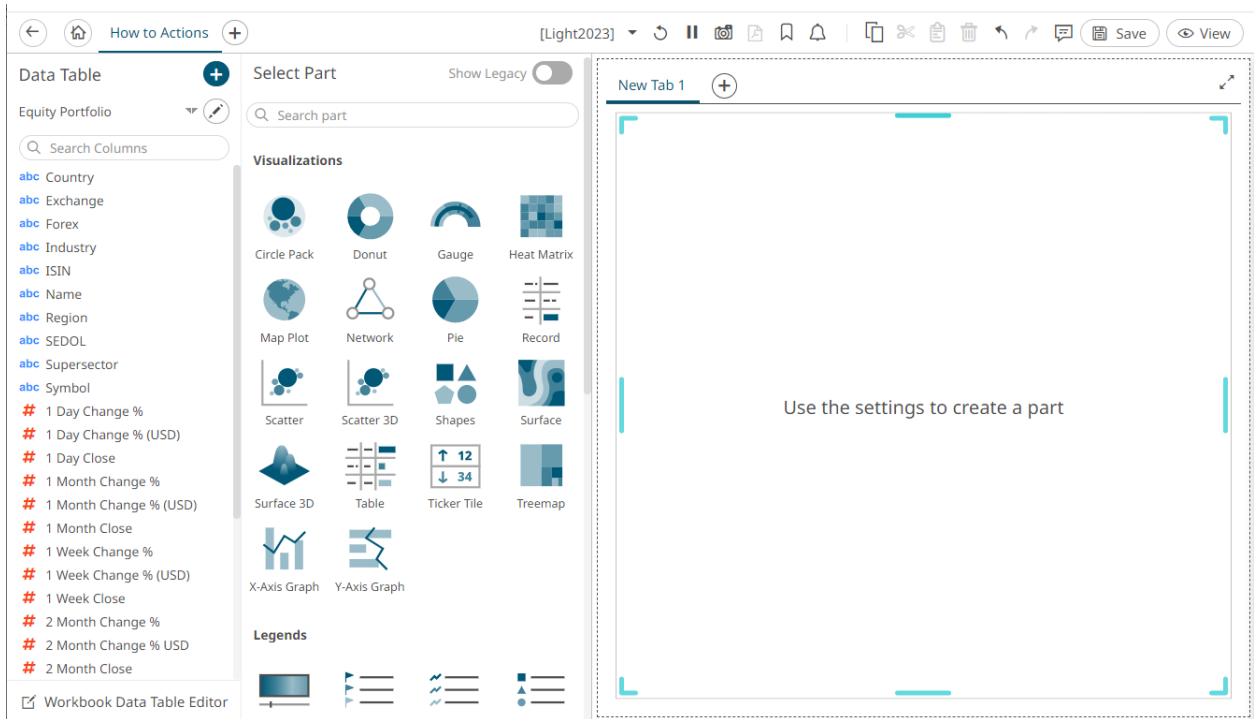 How to Actions
[Light2023]
Save
View
Data Table
Equity Portfolio
Search Columns
abc Country
abc Exchange
abc Forex
abc Industry
abc ISIN
abc Name
abc Region
abc SEDOL
abc Supersector
abc Symbol
# 1 Day Change %
# 1 Day Change % (USD)
# 1 Day Close
# 1 Month Change %
# 1 Month Change % (USD)
# 1 Month Close
# 1 Week Change %
# 1 Week Change % (USD)
# 1 Week Close
# 2 Month Change %
# 2 Month Change % USD
# 2 Month Close
Workbook Data Table Editor
Select Part
Show Legacy
Search part
Visualizations
Circle Pack
Donut
Gauge
Heat Matrix
Map Plot
Network
Pie
Record
Scatter
Scatter 3D
Shapes
Surface
12
34
Surface 3D
Table
Ticker Tile
Treemap
X-Axis Graph
Y-Axis Graph
Legends
New Tab 1
Use the settings to create a part